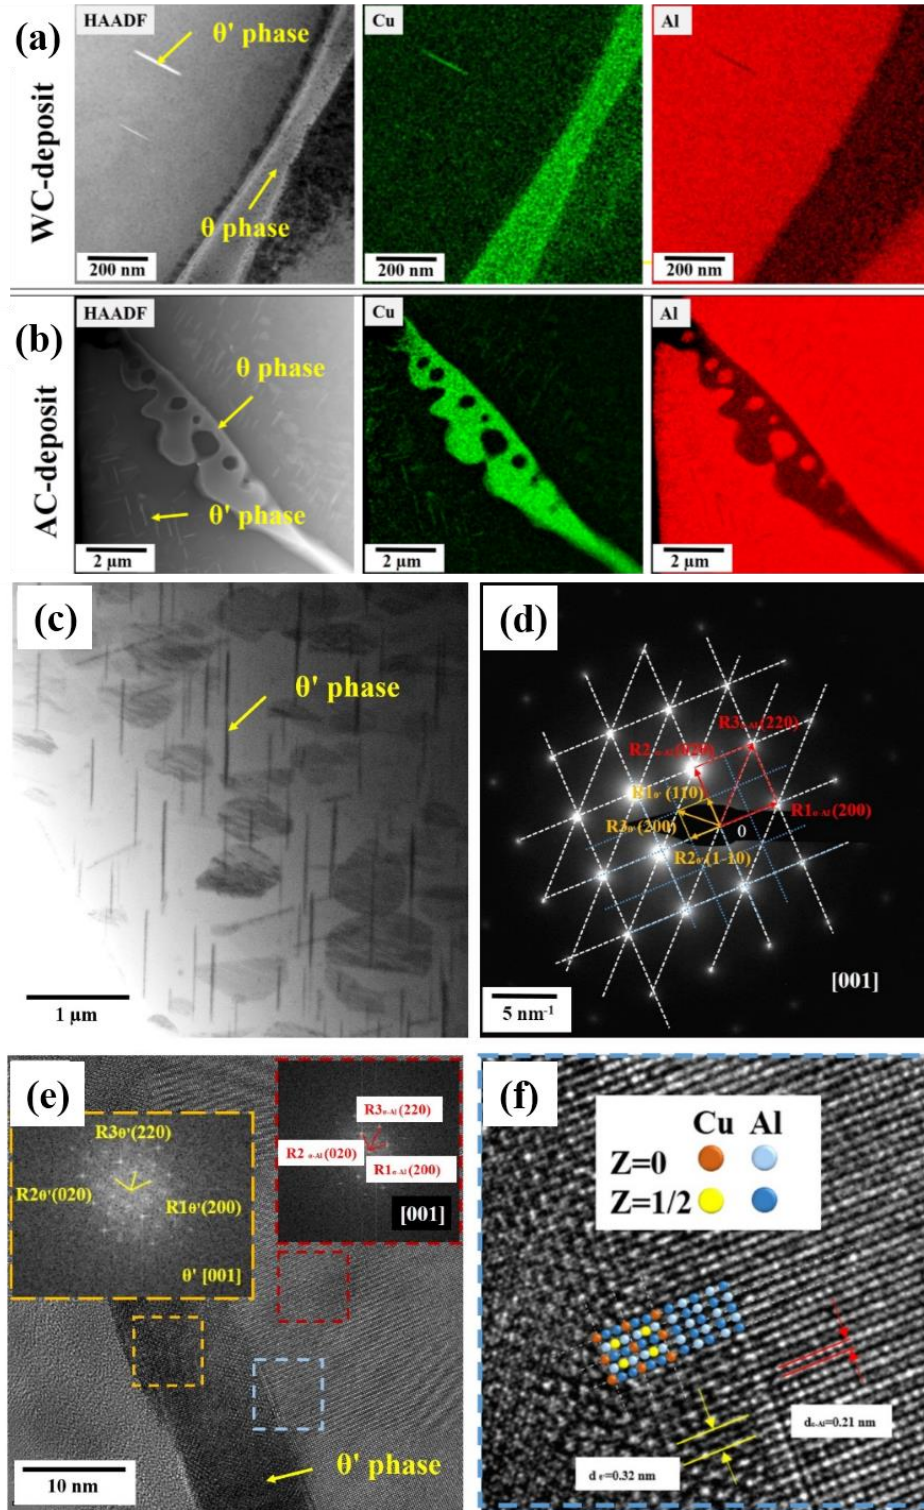 (a)
WC-deposit
HAADF
θ' phase
θ phase
200 nm
Cu
200 nm
Al
200 nm
(b)
AC-deposit
HAADF
θ phase
θ' phase
2 μm
Cu
2 μm
Al
2 μm
(c)
θ' phase
1 μm
(d)
R3α-Al(220)
R2α-Al(020)
R1θ'(110)
R1α-Al(200)
R3θ'(200)
0
R2θ'(1-10)
[001]
5 nm⁻¹
(e)
R3θ'(220)
R2θ'(020)
R1θ'(200)
θ' [001]
R3α-Al(220)
R2 α-Al(020)
R1α-Al(200)
[001]
θ' phase
10 nm
(f)
Cu Al
Z=0
Z=1/2
dα-Al=0.21 nm
d θ'=0.32 nm